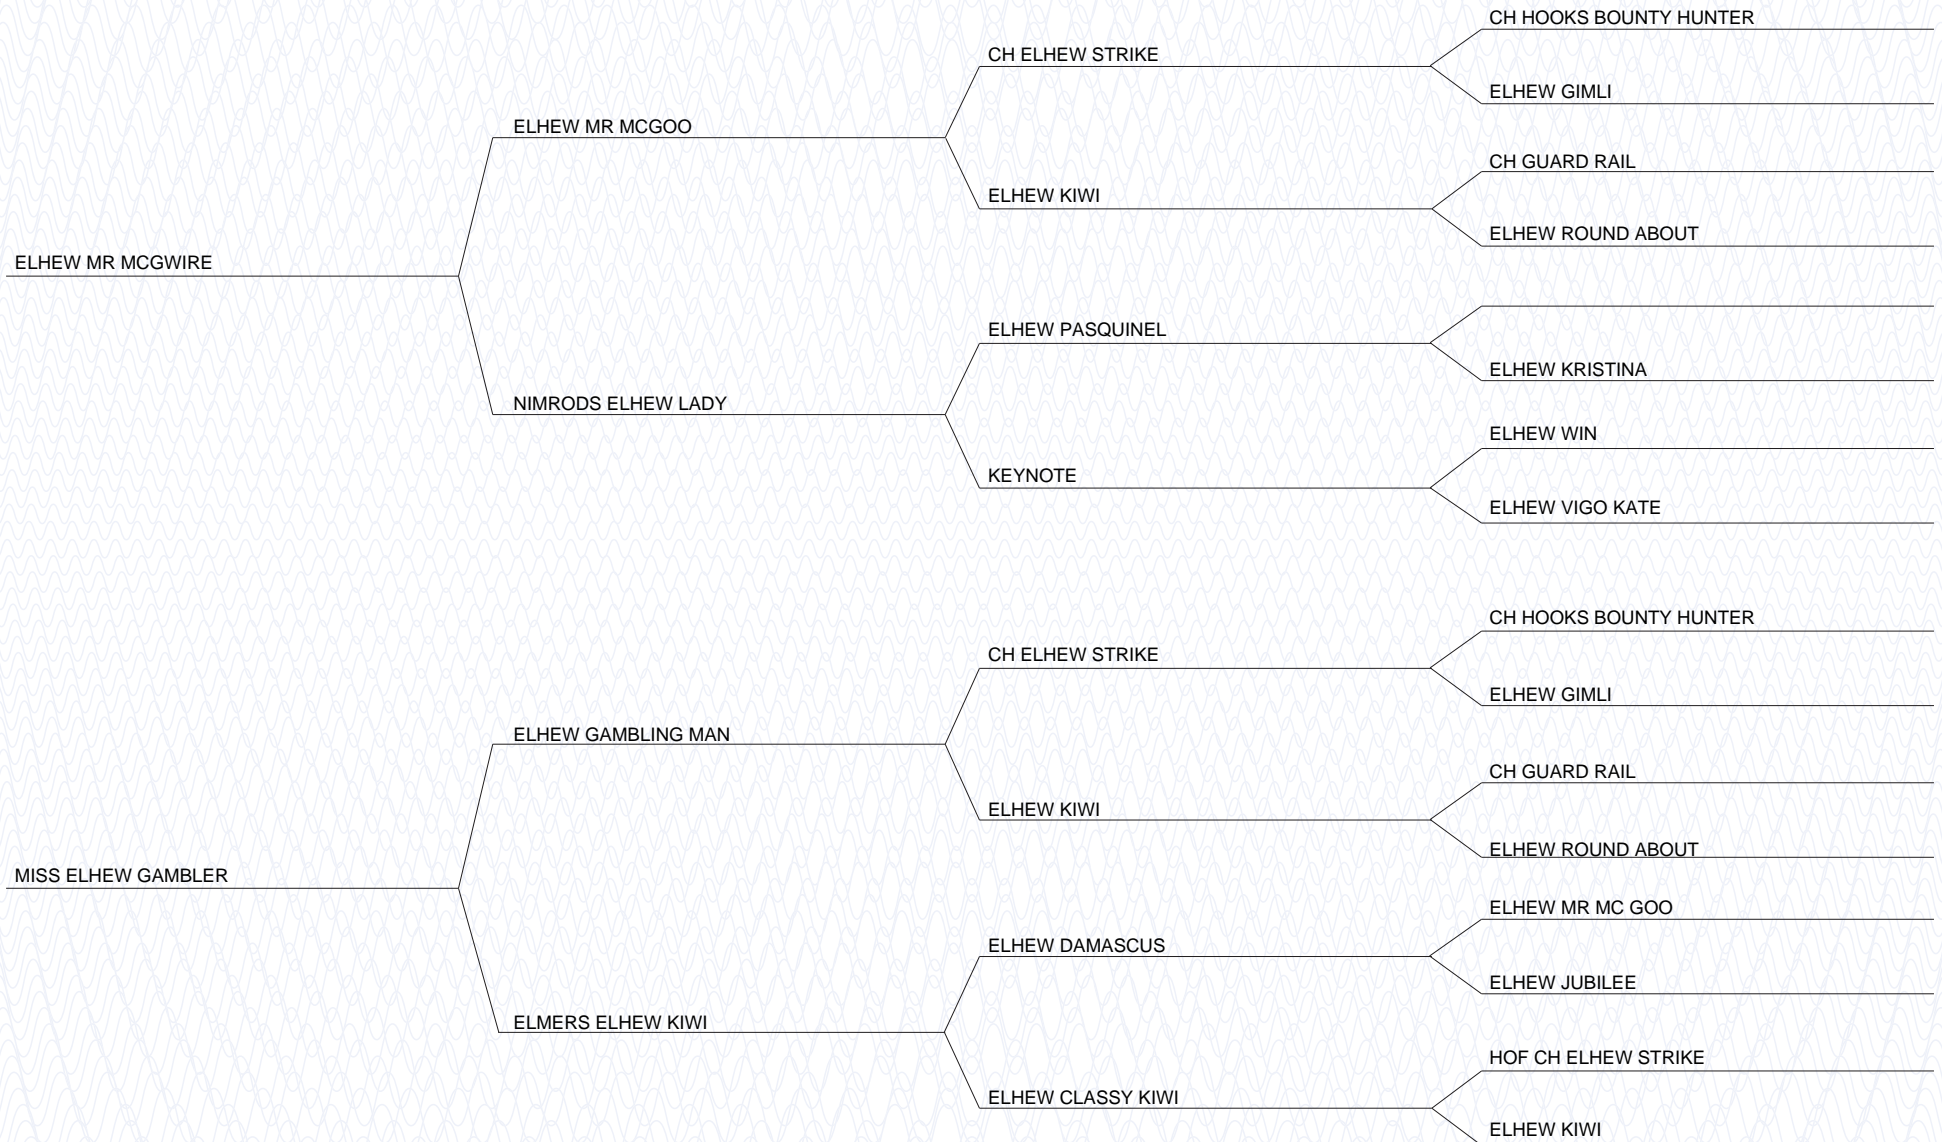 CH HOOKS BOUNTY HUNTER
CH ELHEW STRIKE
ELHEW GIMLI
ELHEW MR MCGOO
CH GUARD RAIL
ELHEW KIWI
ELHEW ROUND ABOUT
ELHEW MR MCGWIRE
ELHEW PASQUINEL
ELHEW KRISTINA
NIMRODS ELHEW LADY
ELHEW WIN
KEYNOTE
ELHEW VIGO KATE
CH HOOKS BOUNTY HUNTER
CH ELHEW STRIKE
ELHEW GIMLI
ELHEW GAMBLING MAN
CH GUARD RAIL
ELHEW KIWI
ELHEW ROUND ABOUT
MISS ELHEW GAMBLER
ELHEW MR MC GOO
ELHEW DAMASCUS
ELHEW JUBILEE
ELMERS ELHEW KIWI
HOF CH ELHEW STRIKE
ELHEW CLASSY KIWI
ELHEW KIWI